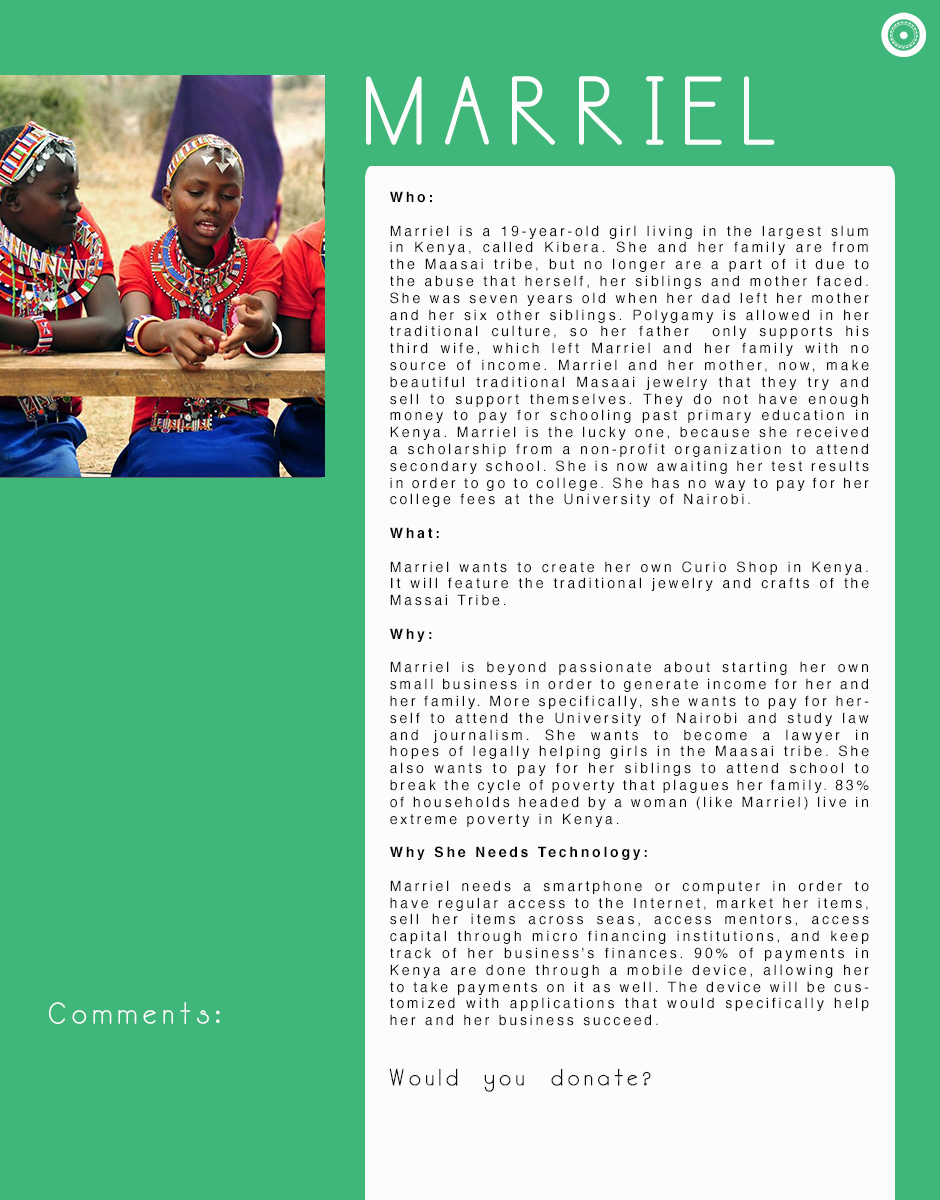 MARRIEL
Who:
Marriel is a 19-year-old girl living in the largest slum
in Kenya, called Kibera. She and her family are from
the Maasai tribe, but no longer are a part of it due to
the abuse that herself, her siblings and mother faced.
She was seven years old when her dad left her mother
and her six other siblings. Polygamy is allowed in her
traditional culture, so her father  only supports his
third wife, which left Marriel and her family with no
source of income. Marriel and her mother, now, make
beautiful traditional Masaai jewelry that they try and
sell to support themselves. They do not have enough
money to pay for schooling past primary education in
Kenya. Marriel is the lucky one, because she received
a scholarship from a non-profit organization to attend
secondary school. She is now awaiting her test results
in order to go to college. She has no way to pay for her
college fees at the University of Nairobi.
What:
Marriel wants to create her own Curio Shop in Kenya.
It will feature the traditional jewelry and crafts of the
Massai Tribe.
Why:
Marriel is beyond passionate about starting her own
small business in order to generate income for her and
her family. More specifically, she wants to pay for her-
self to attend the University of Nairobi and study law
and journalism. She wants to become a lawyer in
hopes of legally helping girls in the Maasai tribe. She
also wants to pay for her siblings to attend school to
break the cycle of poverty that plagues her family. 83%
of households headed by a woman (like Marriel) live in
extreme poverty in Kenya.
Why She Needs Technology:
Marriel needs a smartphone or computer in order to
have regular access to the Internet, market her items,
sell her items across seas, access mentors, access
capital through micro financing institutions, and keep
track of her business's finances. 90% of payments in
Kenya are done through a mobile device, allowing her
to take payments on it as well. The device will be cus-
tomized with applications that would specifically help
her and her business succeed.
Comments:
Would you donate?